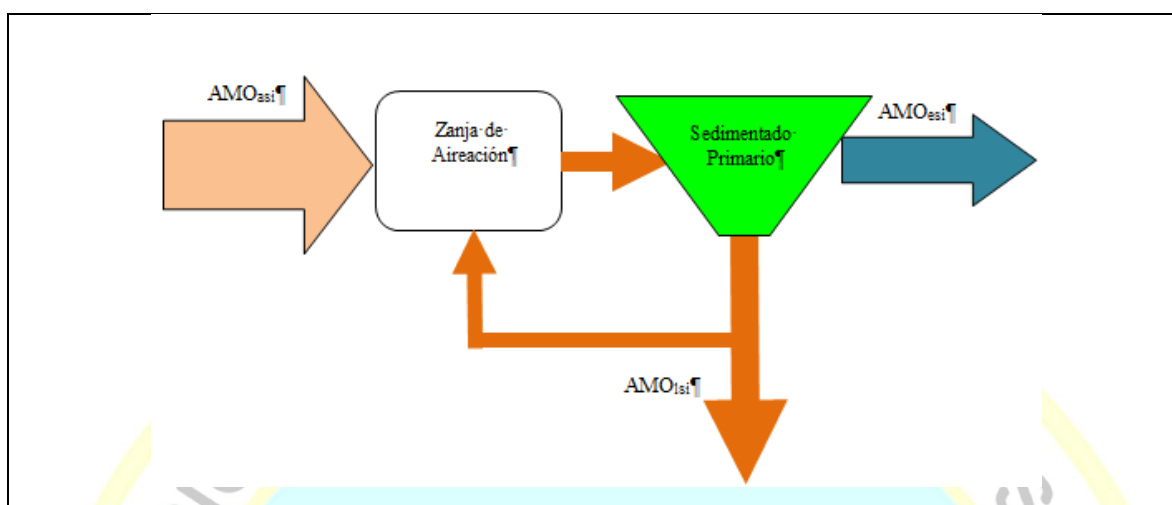 AMOasi¶
Zanja·de·
Aireación¶
Sedimentado·
Primario¶
AMOesi¶
AMOlsi¶